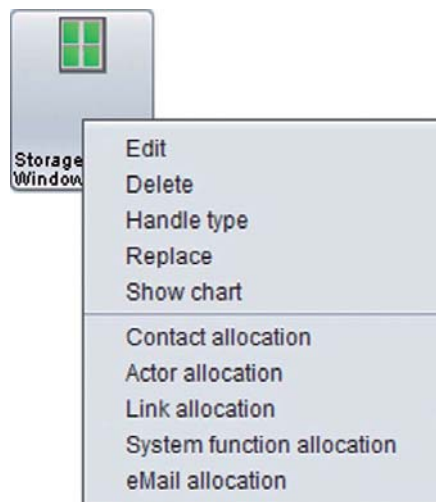 Storage
Window
Edit
Delete
Handle type
Replace
Show chart
Contact allocation
Actor allocation
Link allocation
System function allocation
eMail allocation